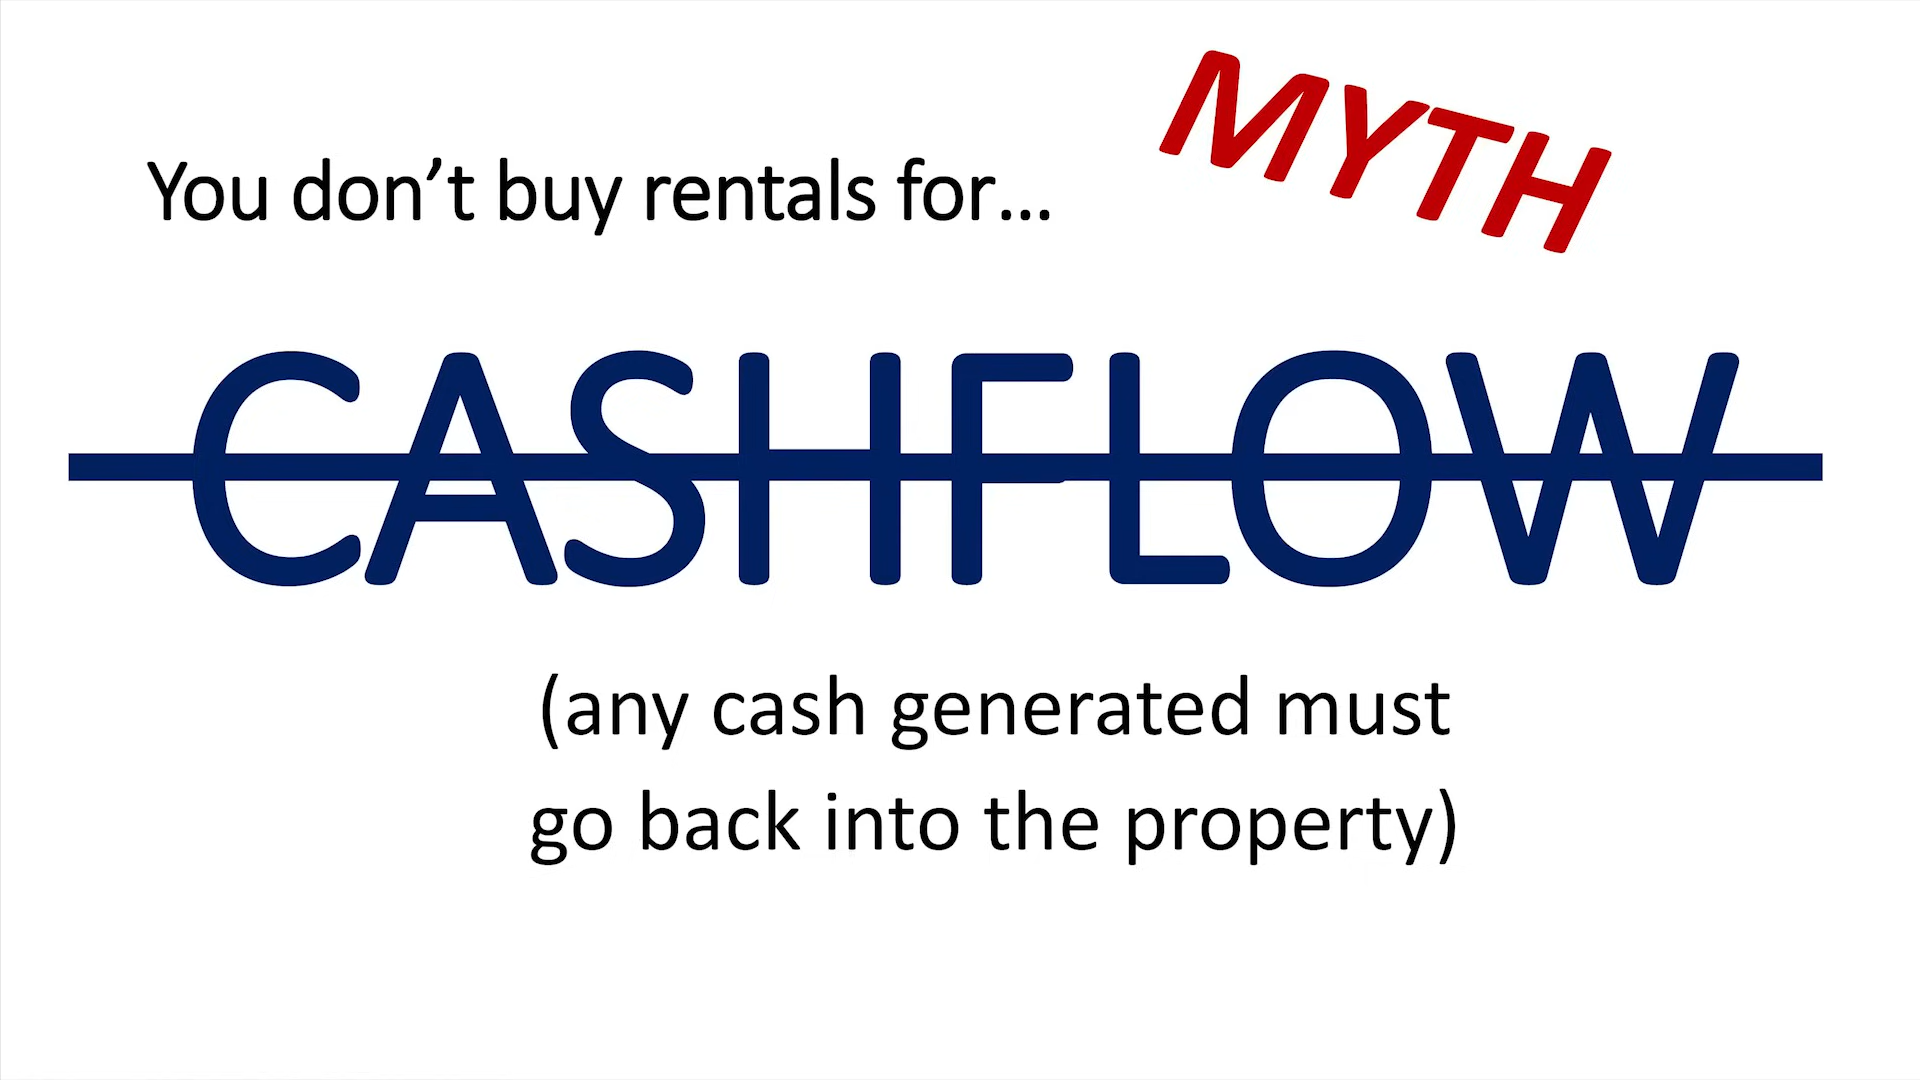 MYTH
You don’t buy rentals for…
CASHFLOW
(any cash generated must
go back into the property)